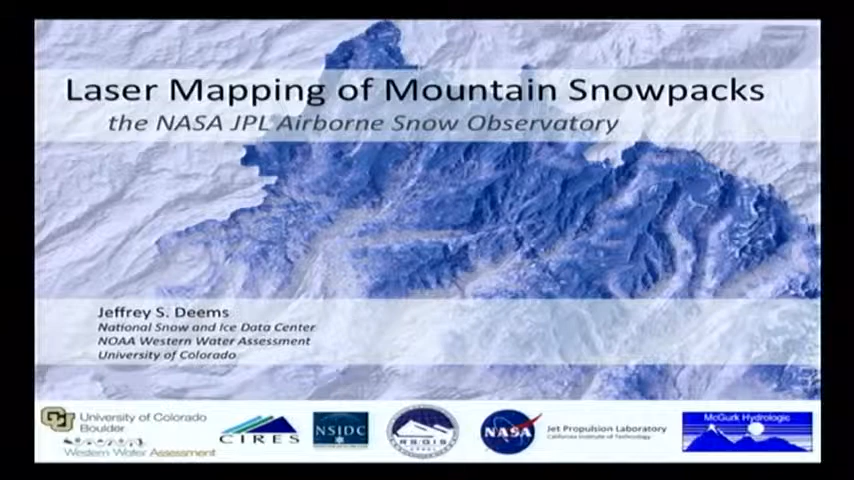 Laser Mapping of Mountain Snowpacks
the NASA JPL Airborne Snow Observatory
Jeffrey S. Deems
National Snow and Ice Data Center
NOAA Western Water Assessment
University of Colorado
CU
University of Colorado
Boulder
Western Water Assessment
CIRES
NSIDC
NASA
Jet Propulsion Laboratory
California Institute of Technology
McGurk Hydrologic